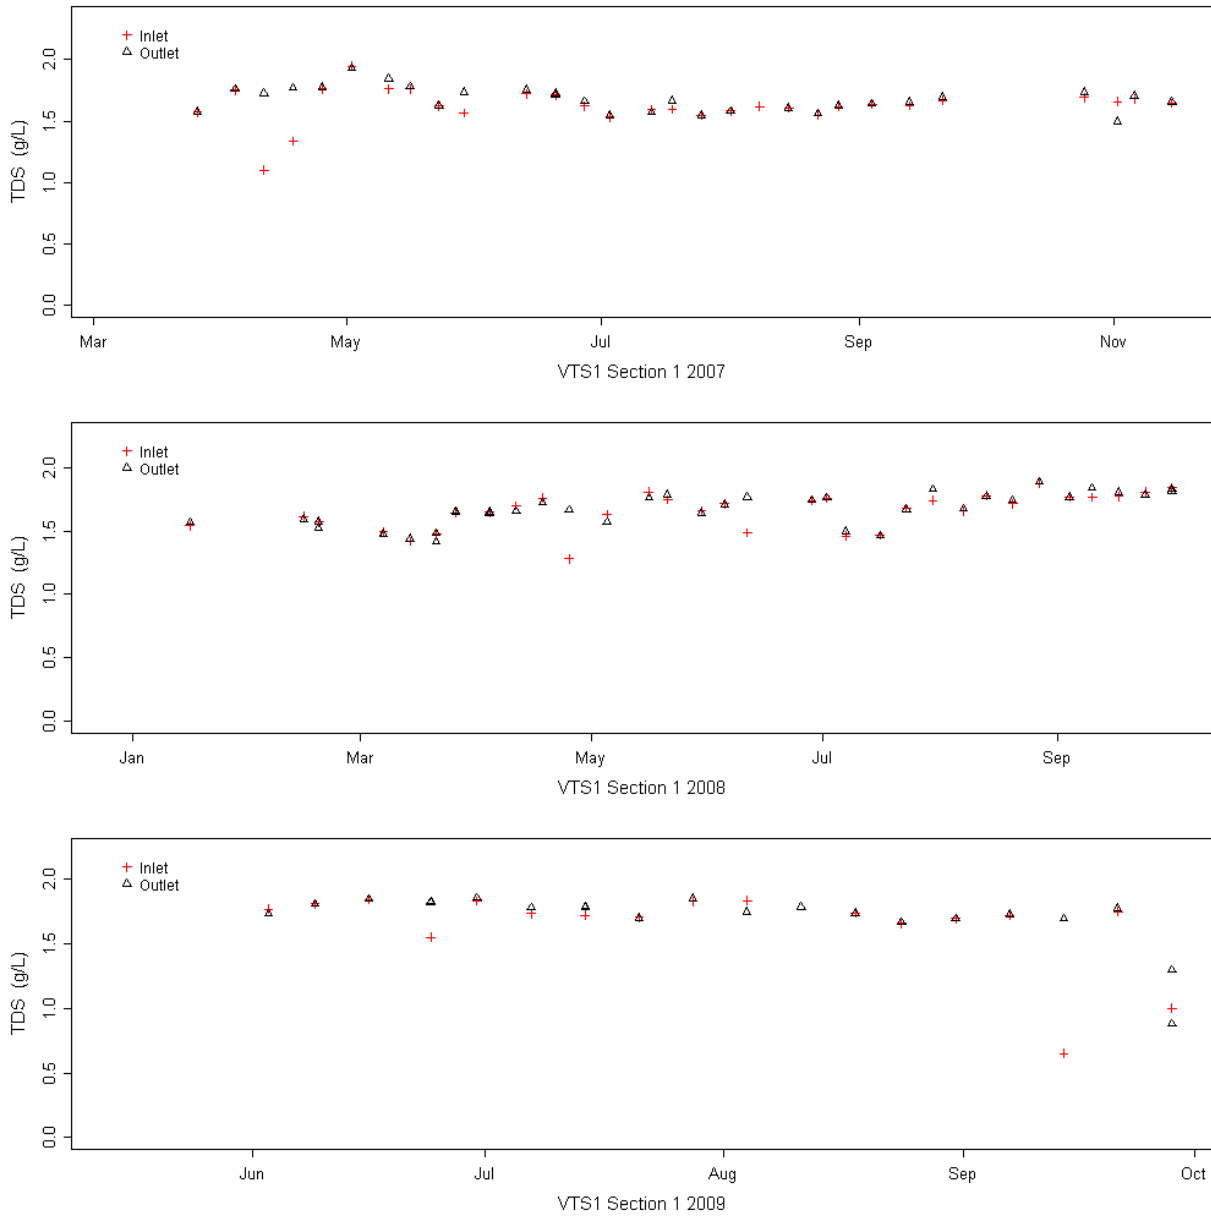 Inlet
Outlet
TDS (g/L)
2.0
1.5
1.0
0.5
0.0
Mar May Jul Sep Nov
VTS1 Section 1 2007
Inlet
Outlet
TDS (g/L)
2.0
1.5
1.0
0.5
0.0
Jan Mar May Jul Sep
VTS1 Section 1 2008
Inlet
Outlet
TDS (g/L)
2.0
1.5
1.0
0.5
0.0
Jun Jul Aug Sep Oct
VTS1 Section 1 2009